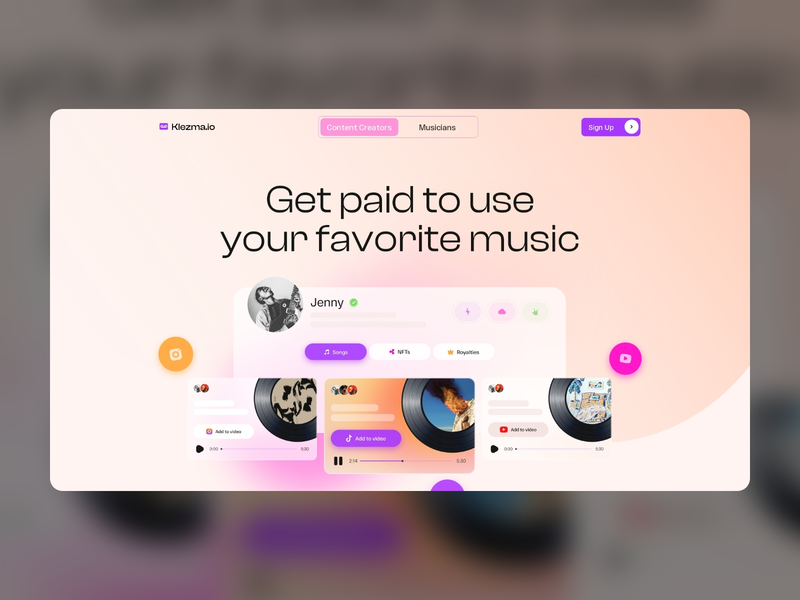 Klezma.io
Content Creators
Musicians
Sign Up
Get paid to use
your favorite music
Jenny
Songs
NFTs
Royalties
Add to video
0:00
5:30
Add to video
2:14
5:30
Add to video
0:00
5:30